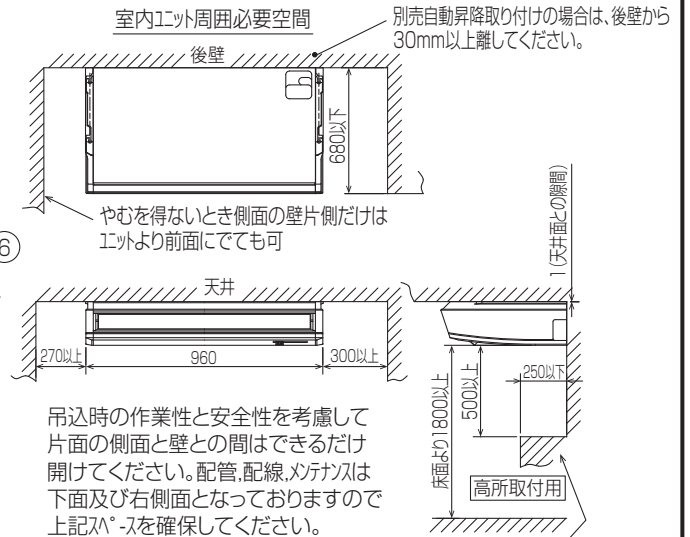 室内ユニット周囲必要空間
別売自動昇降取り付けの場合は、後壁から
30mm以上離してください。
後壁
680以下
やむを得ないとき側面の壁片側だけは
ユニットより前面にでても可
6
1(天井面との隙間)
天井
270以上
960
300以上
床面より1800以上
500以上
250以下
高所取付用
吊込時の作業性と安全性を考慮して
片面の側面と壁との間はできるだけ
開けてください。配管,配線,メンテナンスは
下面及び右側面となっておりますので
上記スペースを確保してください。